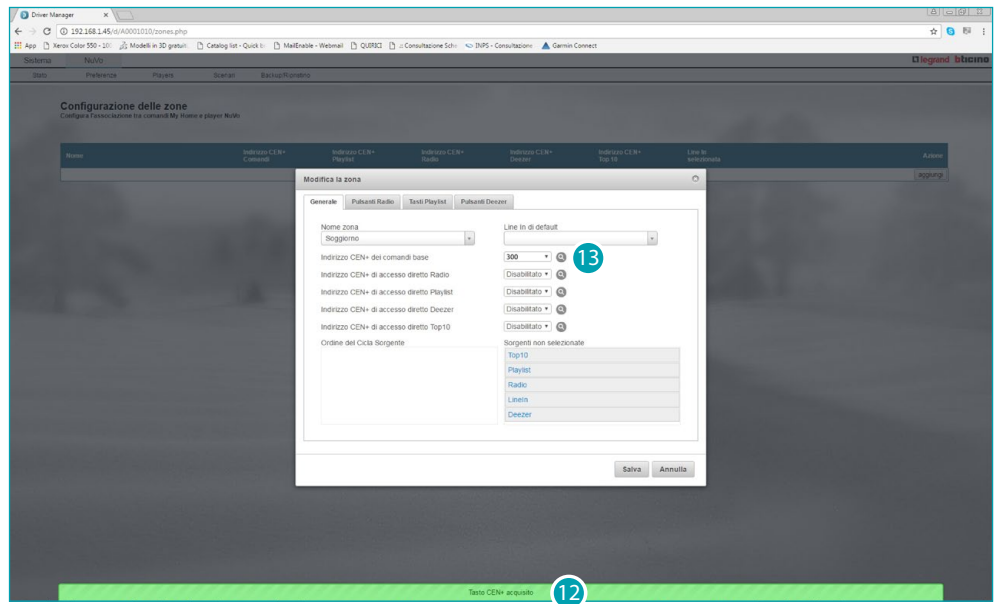 Driver Manager
192.168.1.45/d/A0001010/zones.php
App Xerox Color 550 - 100 Modelli in 3D gratuiti Catalog list - Quick b MailEnable - Webmail QUIRICI :: Consultazione Sche INPS - Consultazione Garmin Connect
Sistema NuVo legrand bticino
Stato Preferenze Players Scenari Backup/Ripristino
Configurazione delle zone
Configura l'associazione tra comandi My Home e player NuVo
Nome Indirizzo CEN+ Comandi Indirizzo CEN+ Playlist Indirizzo CEN+ Radio Indirizzo CEN+ Deezer Indirizzo CEN+ Top 10 Line In selezionata Azione
aggiungi
Modifica la zona
Generale Pulsanti Radio Tasti Playlist Pulsanti Deezer
Nome zona Line In di default
Soggiorno
Indirizzo CEN+ dei comandi base 300 13
Indirizzo CEN+ di accesso diretto Radio Disabilitato
Indirizzo CEN+ di accesso diretto Playlist Disabilitato
Indirizzo CEN+ di accesso diretto Deezer Disabilitato
Indirizzo CEN+ di accesso diretto Top10 Disabilitato
Ordine del Cicla Sorgente Sorgenti non selezionate
Top10
Playlist
Radio
LineIn
Deezer
Salva Annulla
Tasto CEN+ acquisito 12